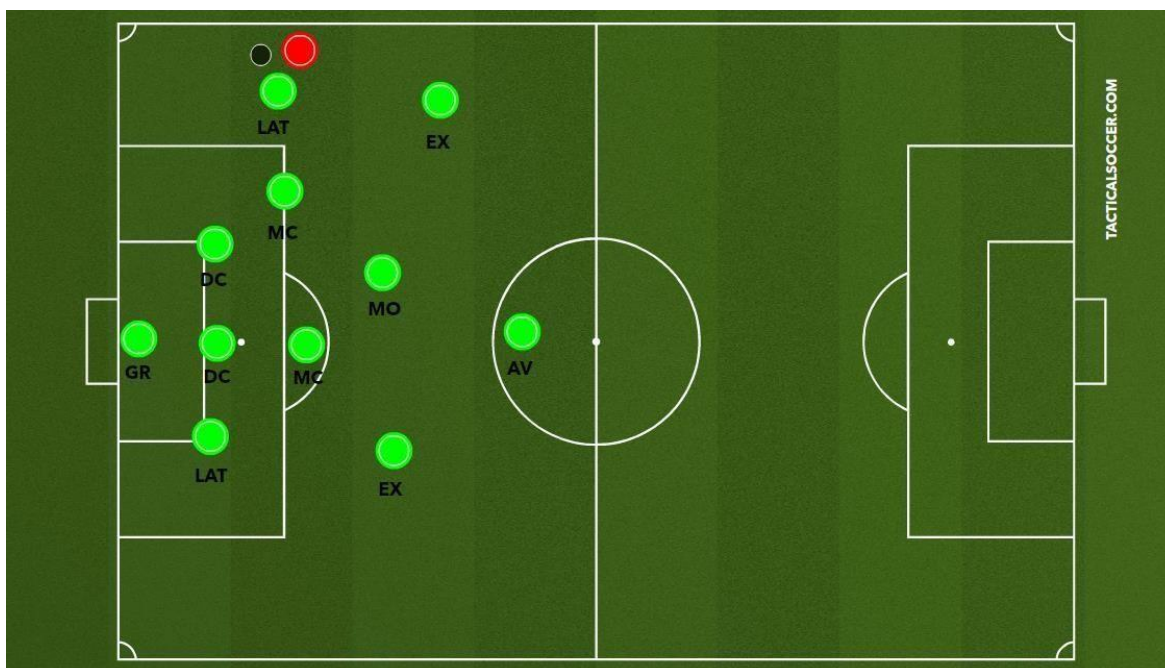 LAT
EX
MC
DC
MO
GR
DC
MC
AV
LAT
EX
TACTICALSOCCER.COM